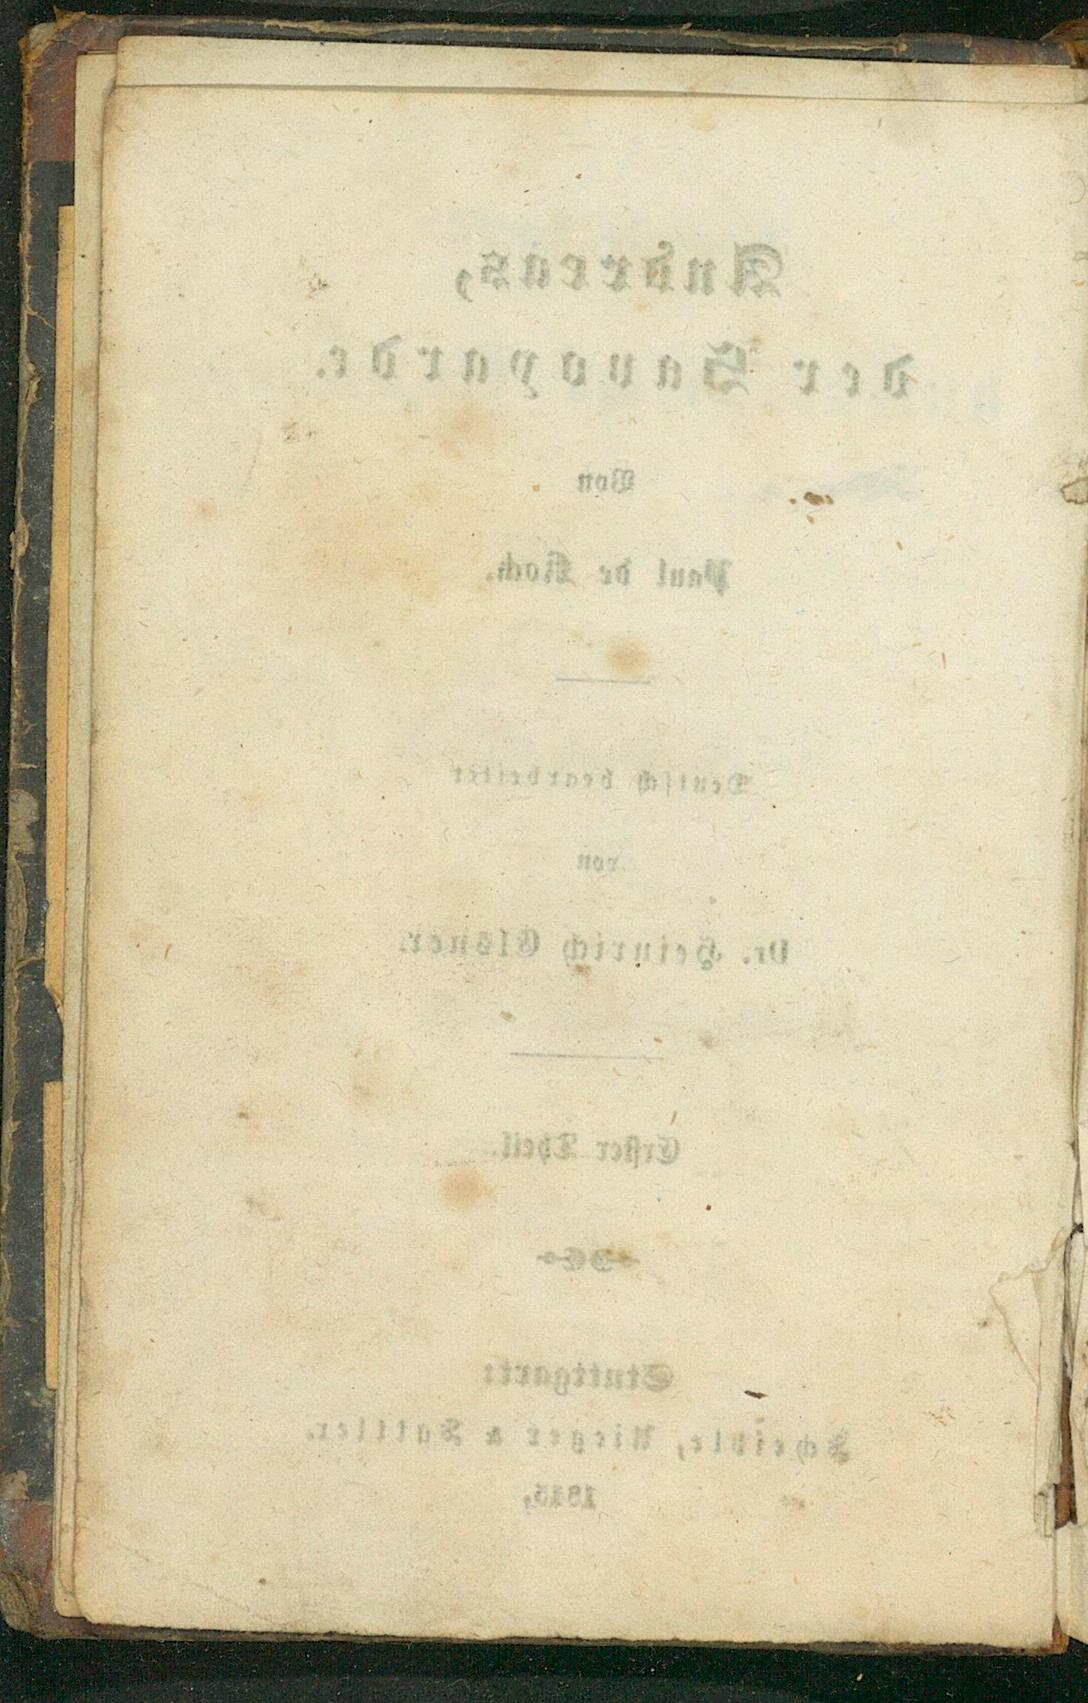 Andreas,
der Savoyarde.
Von
Paul de Kock.
Deutsch bearbeitet
von
Dr. Heinrich Elsner.
Erster Theil.
Stuttgart:
Scheible, Rieger & Sattler.
1845,